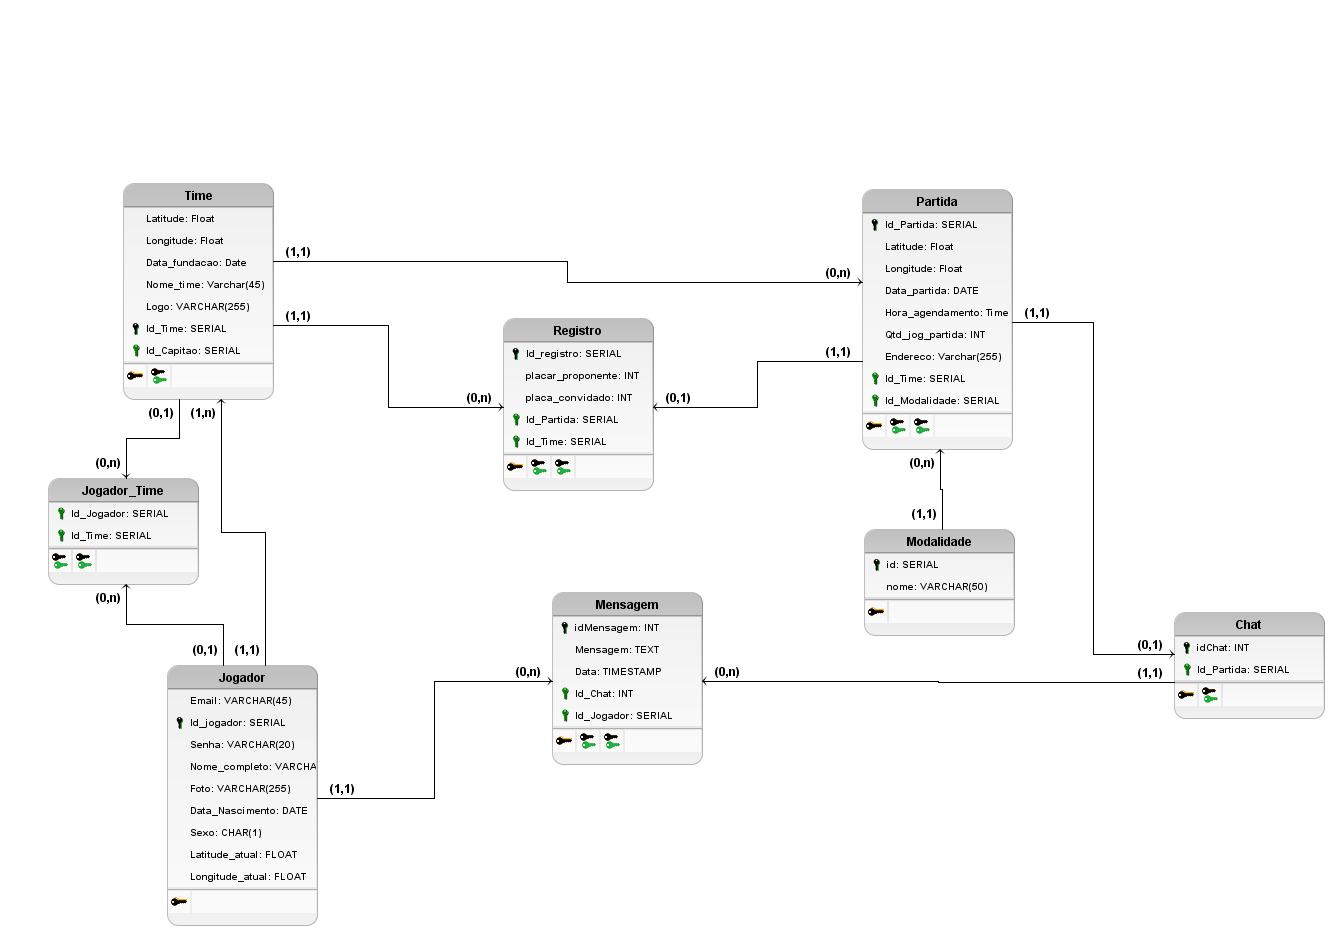 Time
Latitude: Float
Longitude: Float
Data_fundacao: Date
Nome_time: Varchar(45)
Logo: VARCHAR(255)
Id_Time: SERIAL
Id_Capitao: SERIAL
(1,1)
(0,n)
(1,1)
(0,n)
(0,1)
(1,n)
(0,n)
Partida
Id_Partida: SERIAL
Latitude: Float
Longitude: Float
Data_partida: DATE
Hora_agendamento: Time
Qtd_jog_partida: INT
Endereco: Varchar(255)
Id_Time: SERIAL
Id_Modalidade: SERIAL
(1,1)
(1,1)
(0,1)
(0,n)
(1,1)
Registro
Id_registro: SERIAL
placar_proponente: INT
placa_convidado: INT
Id_Partida: SERIAL
Id_Time: SERIAL
Jogador_Time
Id_Jogador: SERIAL
Id_Time: SERIAL
(0,n)
(0,1)
(1,1)
Modalidade
id: SERIAL
nome: VARCHAR(50)
Mensagem
idMensagem: INT
Mensagem: TEXT
Data: TIMESTAMP
Id_Chat: INT
Id_Jogador: SERIAL
(0,n)
(0,n)
Chat
idChat: INT
Id_Partida: SERIAL
(0,1)
(1,1)
Jogador
Email: VARCHAR(45)
Id_jogador: SERIAL
Senha: VARCHAR(20)
Nome_completo: VARCHA
Foto: VARCHAR(255)
Data_Nascimento: DATE
Sexo: CHAR(1)
Latitude_atual: FLOAT
Longitude_atual: FLOAT
(1,1)